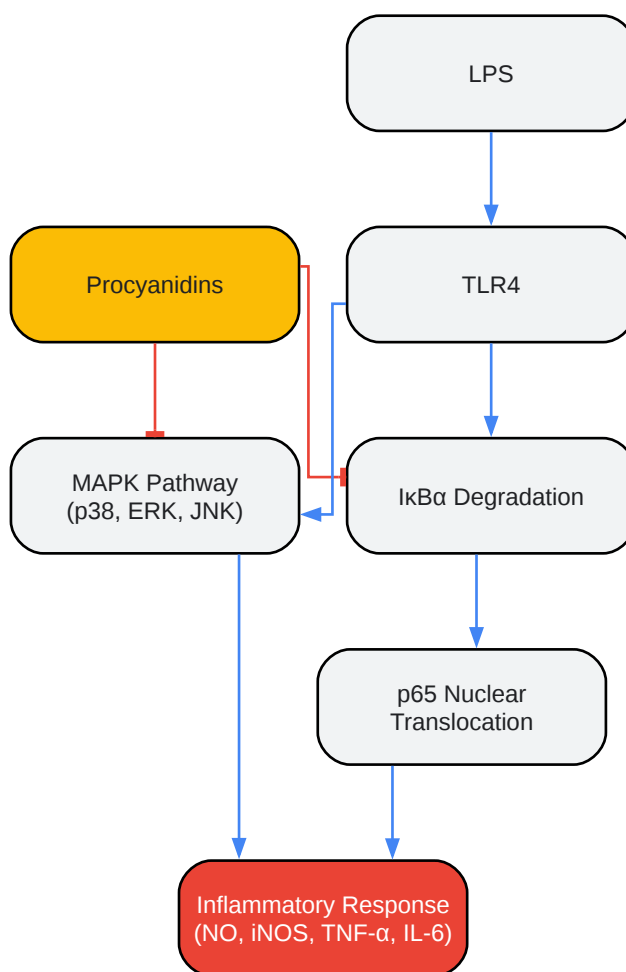 LPS
Procyanidins
TLR4
MAPK Pathway
(p38, ERK, JNK)
IκBα Degradation
p65 Nuclear
Translocation
Inflammatory Response
(NO, iNOS, TNF-α, IL-6)